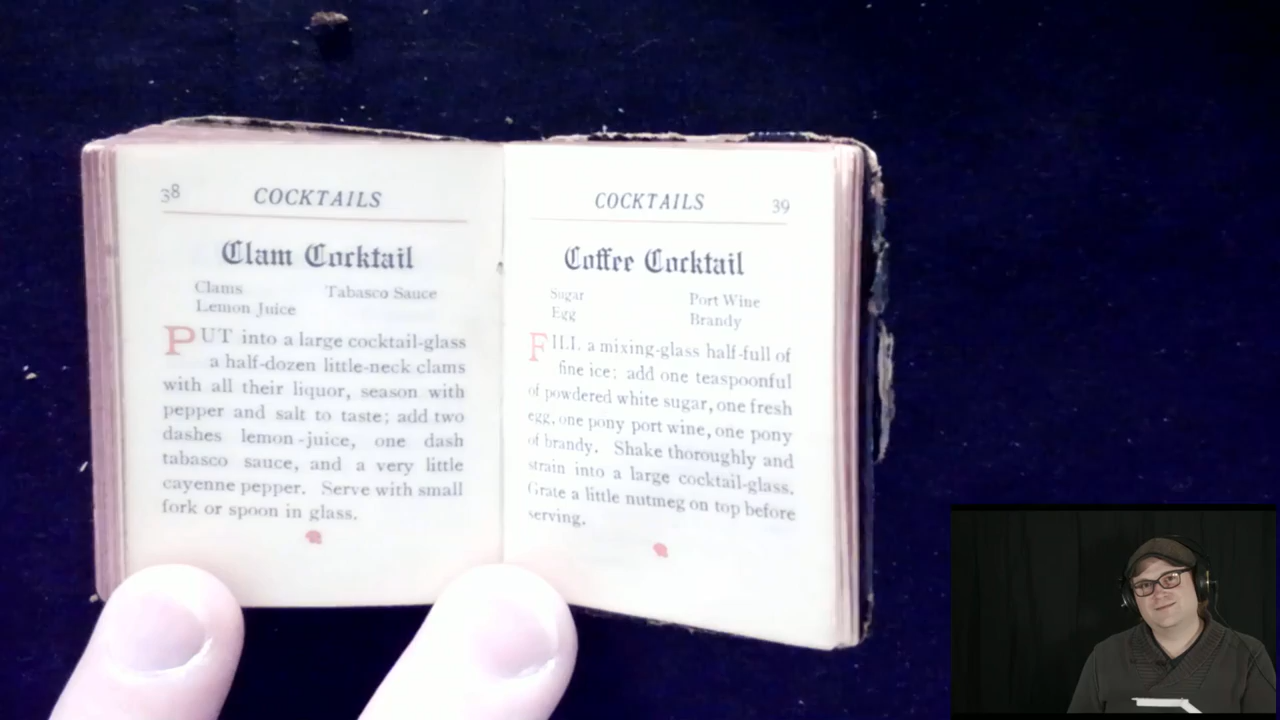 38
COCKTAILS
Clam Cocktail
Clams Tabasco Sauce
Lemon Juice
PUT into a large cocktail-glass
a half-dozen little-neck clams
with all their liquor, season with
pepper and salt to taste; add two
dashes lemon-juice, one dash
tabasco sauce, and a very little
cayenne pepper. Serve with small
fork or spoon in glass.
COCKTAILS
39
Coffee Cocktail
Sugar Port Wine
Egg Brandy
FILL a mixing-glass half-full of
fine ice; add one teaspoonful
of powdered white sugar, one fresh
egg, one pony port wine, one pony
of brandy. Shake thoroughly and
strain into a large cocktail-glass.
Grate a little nutmeg on top before
serving.